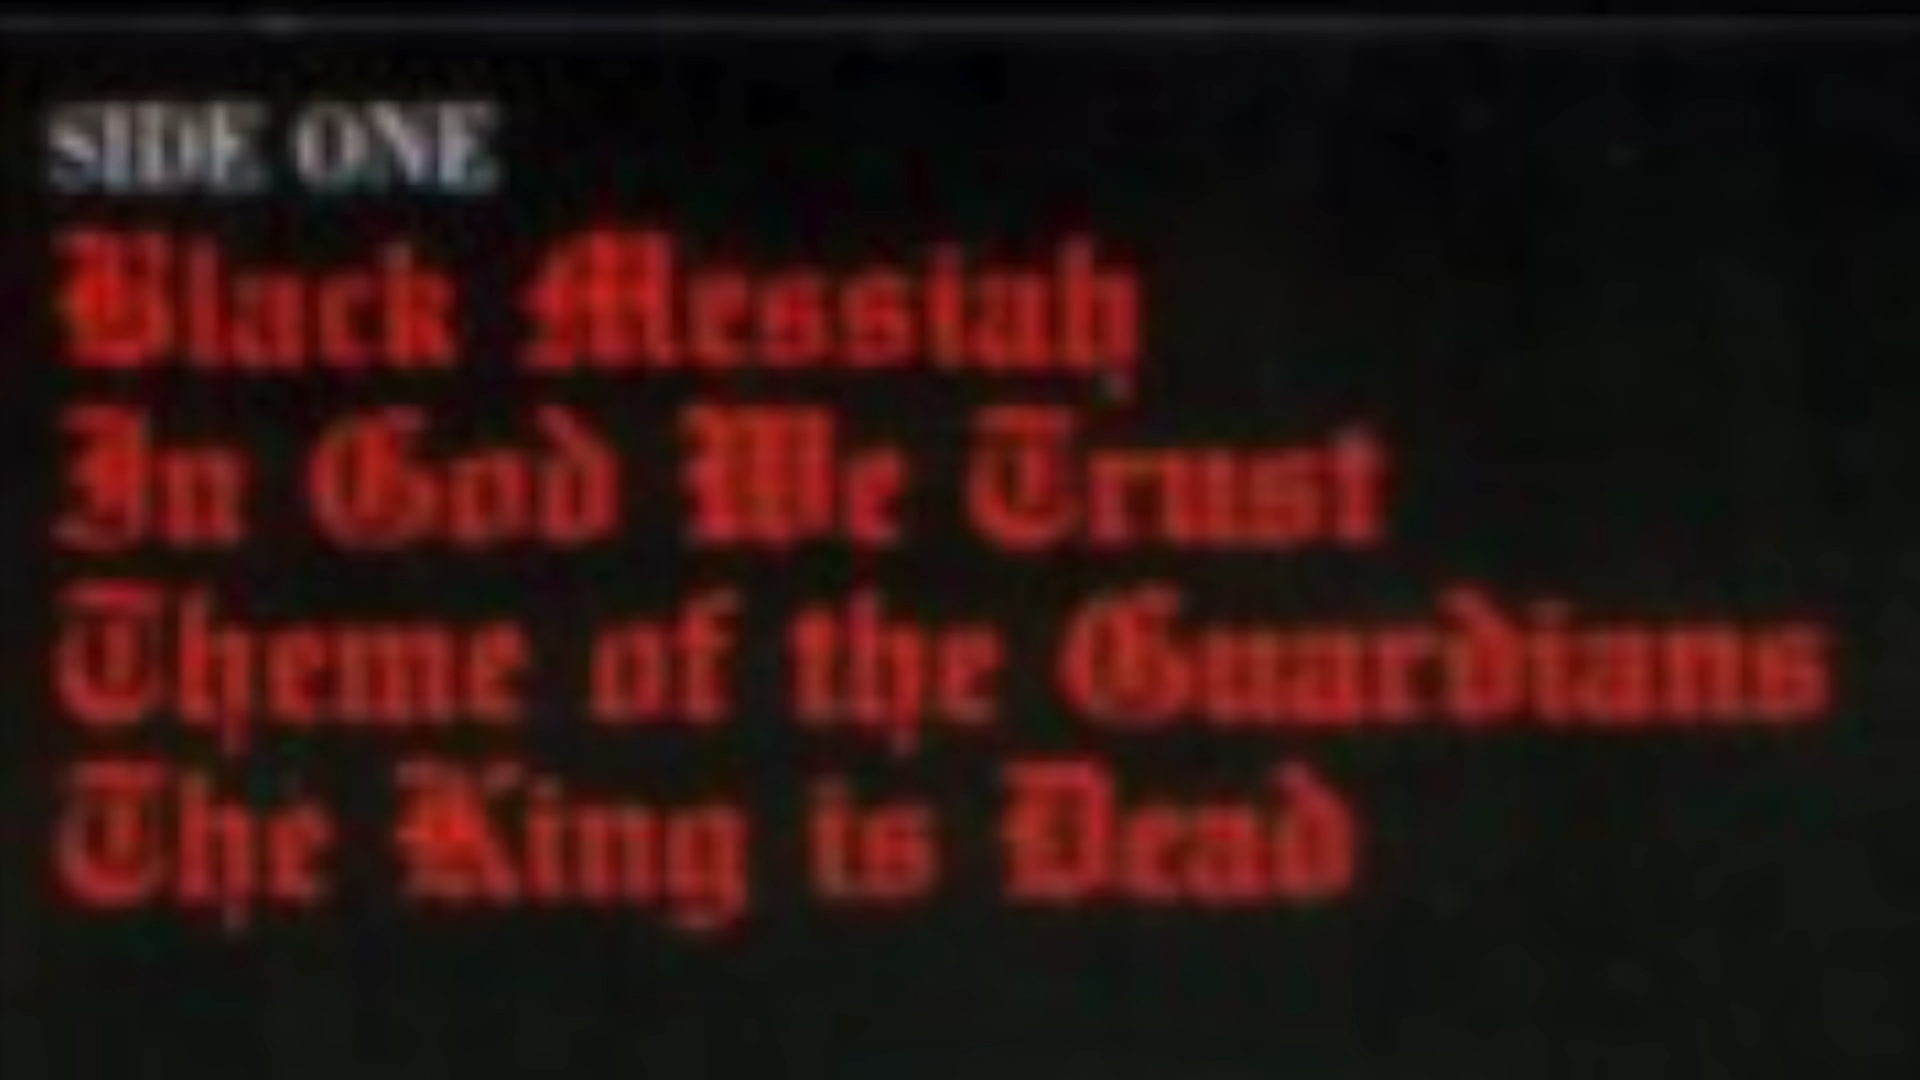 SIDE ONE
Black Messiah
In God We Trust
Theme of the Guardians
The King is Dead